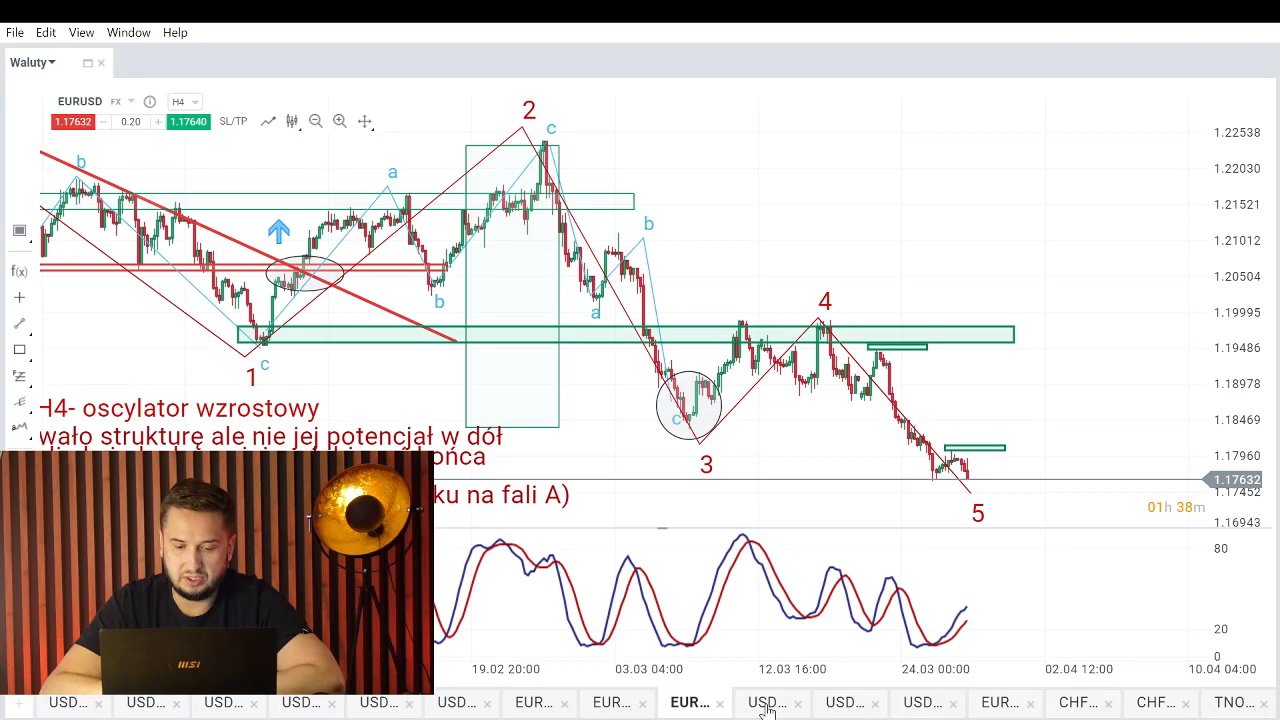 File Edit View Window Help
Waluty
EURUSD FX H4
1.17632 0.20 1.17640 SL/TP
2
c
b
a
b
b
a
c
1
c
3
4
5
H4- oscylator wzrostowy
wało strukturę ale nie jej potencjał w dół
ońca
ku na fali A)
1.22538
1.22030
1.21521
1.21012
1.20504
1.19995
1.19486
1.18978
1.18469
1.17960
1.17632
1.17452
1.16943
01h 38m
80
20
0
19.02 20:00 03.03 04:00 12.03 16:00 24.03 00:00 02.04 12:00 10.04 04:00
msi
USD... USD... USD... USD... USD... USD... EUR... EUR... EUR... USD... USD... USD... EUR... CHF... CHF... TNO...